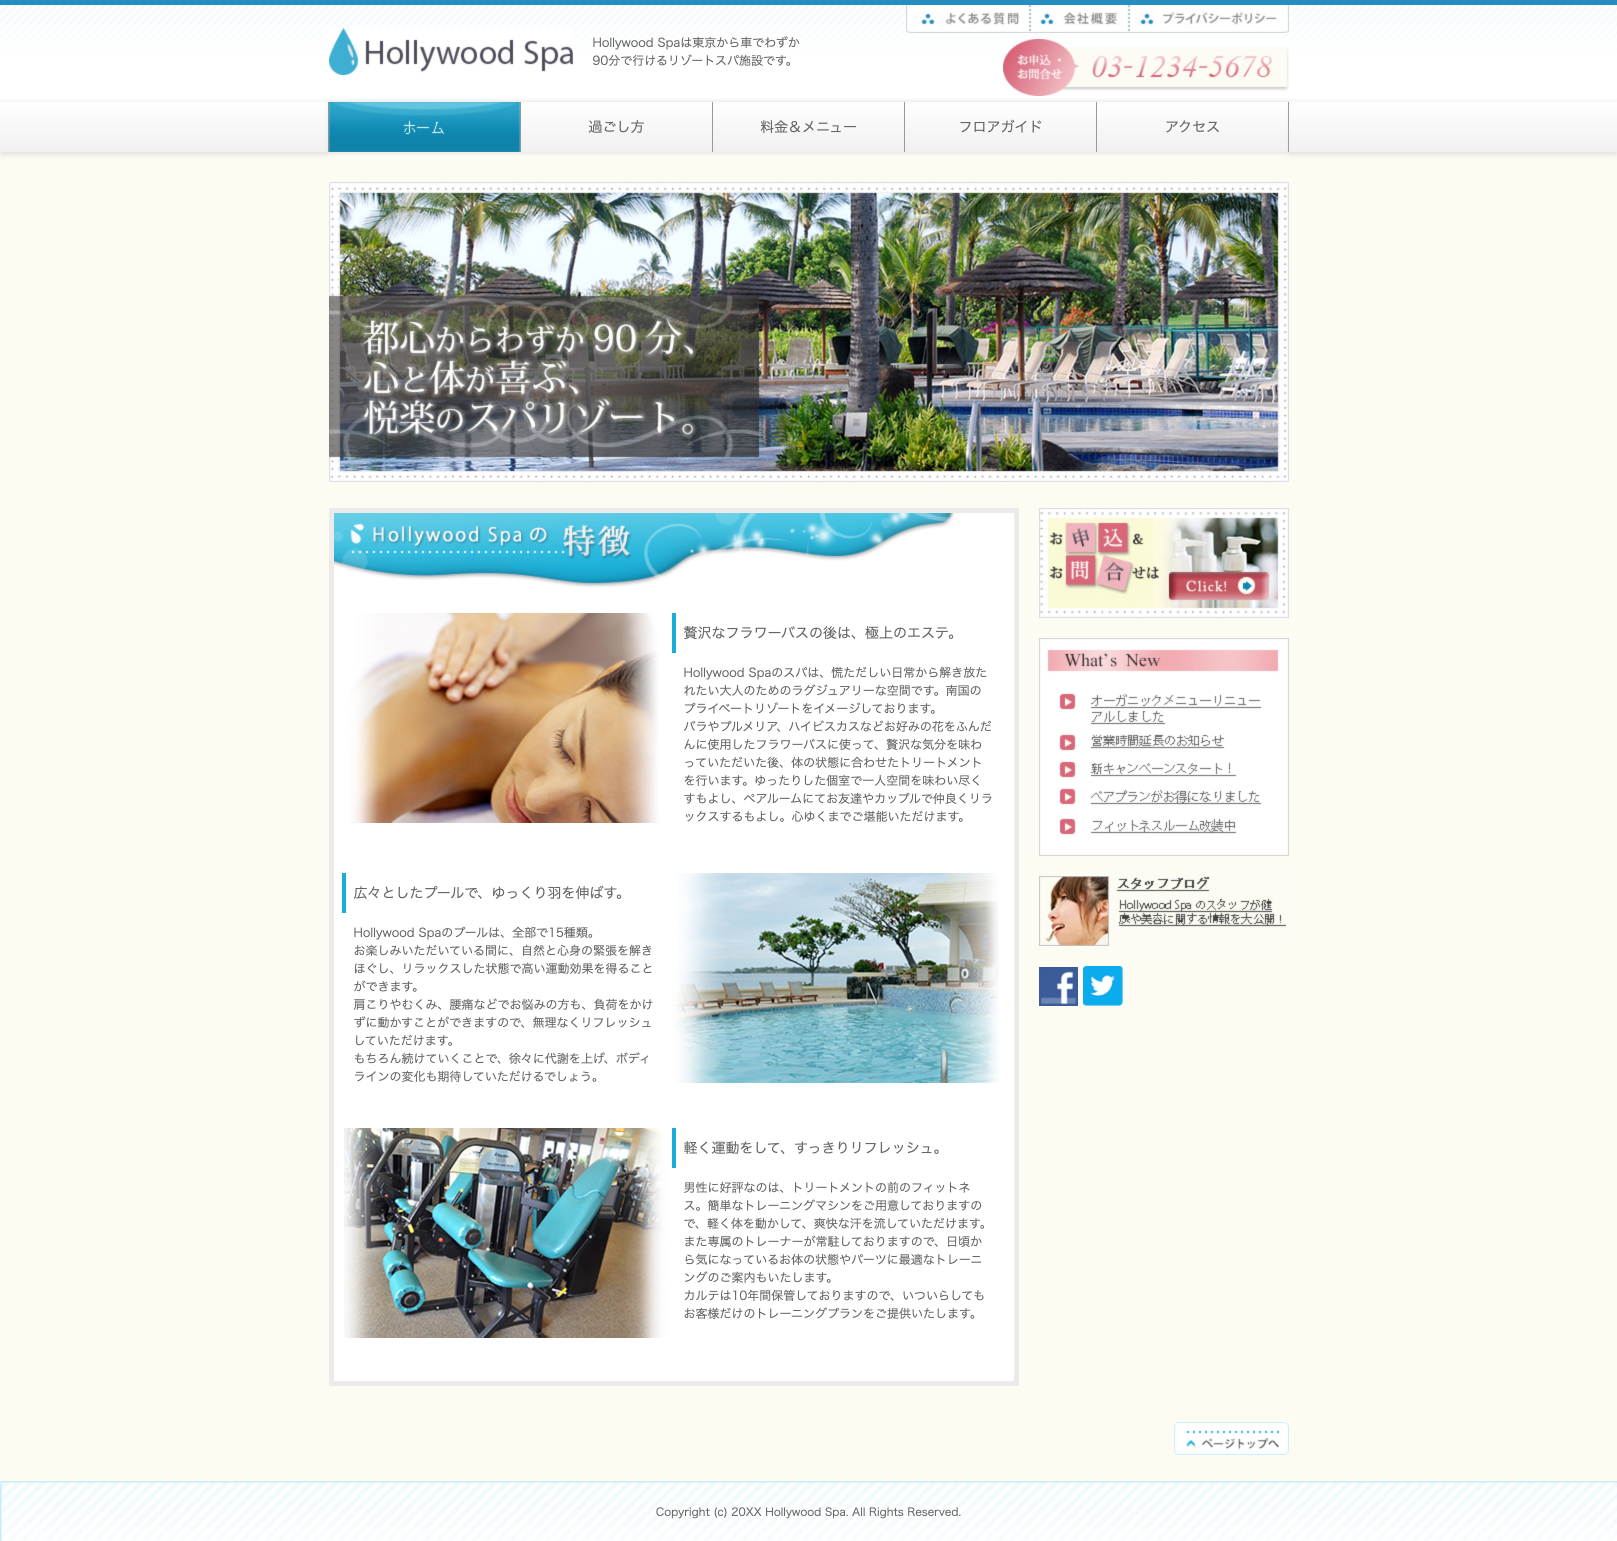 よくある質問
会社概要
プライバシーポリシー
Hollywood Spa
Hollywood Spaは東京から車でわずか
90分で行けるリゾートスパ施設です。
お申込・
お問合せ
03-1234-5678
ホーム
過ごし方
料金＆メニュー
フロアガイド
アクセス
都心からわずか 90 分、
心と体が喜ぶ、
悦楽のスパリゾート。
Hollywood Spa の 特徴
贅沢なフラワーバスの後は、極上のエステ。
Hollywood Spaのスパは、慌ただしい日常から解き放た
れたい大人のためのラグジュアリーな空間です。南国の
プライベートリゾートをイメージしております。
バラやプルメリア、ハイビスカスなどお好みの花をふんだ
んに使用したフラワーバスに使って、贅沢な気分を味わ
っていただいた後、体の状態に合わせたトリートメント
を行います。ゆったりした個室で一人空間を味わい尽く
すもよし、ペアルームにてお友達やカップルで仲良くリラ
ックスするもよし。心ゆくまでご堪能いただけます。
広々としたプールで、ゆっくり羽を伸ばす。
Hollywood Spaのプールは、全部で15種類。
お楽しみいただいている間に、自然と心身の緊張を解き
ほぐし、リラックスした状態で高い運動効果を得ること
ができます。
肩こりやむくみ、腰痛などでお悩みの方も、負荷をかけ
ずに動かすことができますので、無理なくリフレッシュ
していただけます。
もちろん続けていくことで、徐々に代謝を上げ、ボディ
ラインの変化も期待していただけるでしょう。
軽く運動をして、すっきりリフレッシュ。
男性に好評なのは、トリートメントの前のフィットネ
ス。簡単なトレーニングマシンをご用意しておりますの
で、軽く体を動かして、爽快な汗を流していただけます。
また専属のトレーナーが常駐しておりますので、日頃か
ら気になっているお体の状態やパーツに最適なトレーニ
ングのご案内もいたします。
カルテは10年間保管しておりますので、いついらしても
お客様だけのトレーニングプランをご提供いたします。
お申込&
お問合せは
Click!
What's New
オーガニックメニューリニュー
アルしました
営業時間延長のお知らせ
新キャンペーンスタート！
ペアプランがお得になりました
フィットネスルーム改装中
スタッフブログ
Hollywood Spa のスタッフが健
康や美容に関する情報を大公開！
ページトップへ
Copyright (c) 20XX Hollywood Spa. All Rights Reserved.